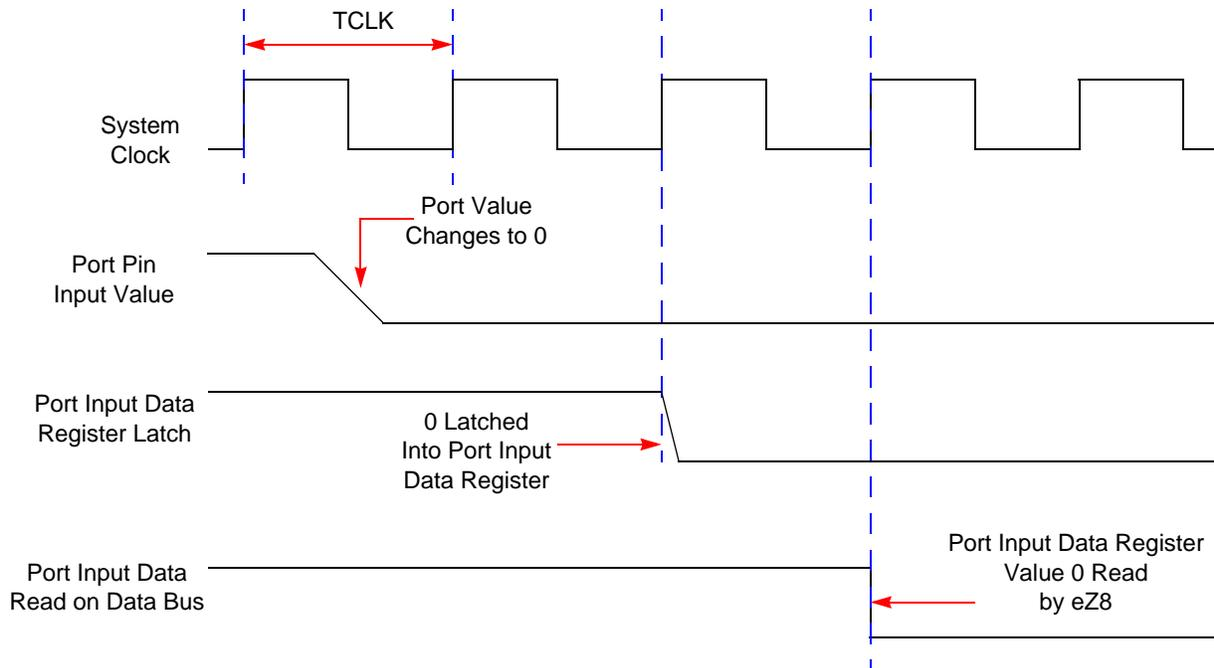 TCLK
System
Clock
Port Value
Changes to 0
Port Pin
Input Value
Port Input Data
Register Latch
0 Latched
Into Port Input
Data Register
Port Input Data Register
Value 0 Read
by eZ8
Port Input Data
Read on Data Bus